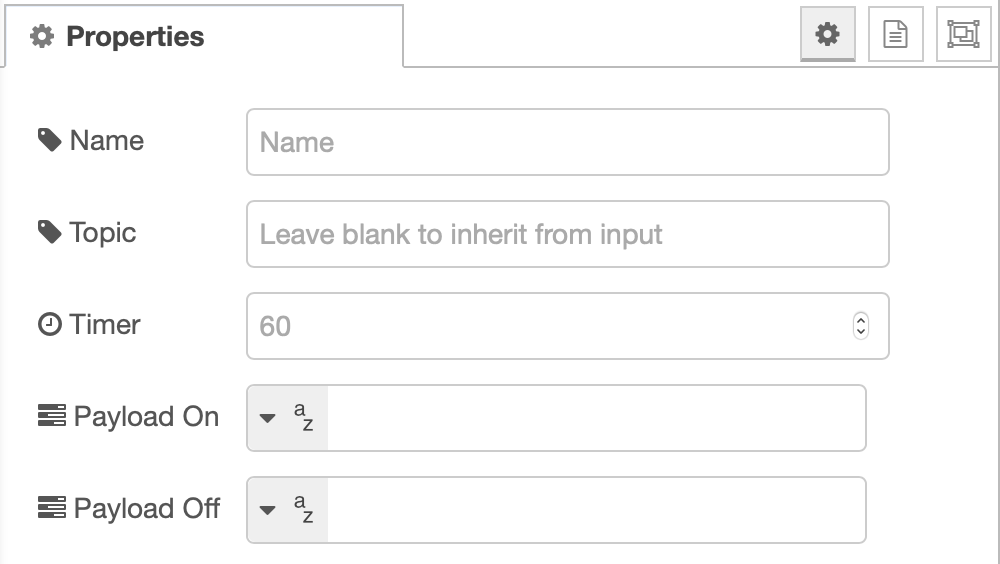 Properties
Name
Name
Topic
Leave blank to inherit from input
Timer
60
Payload On
az
Payload Off
az